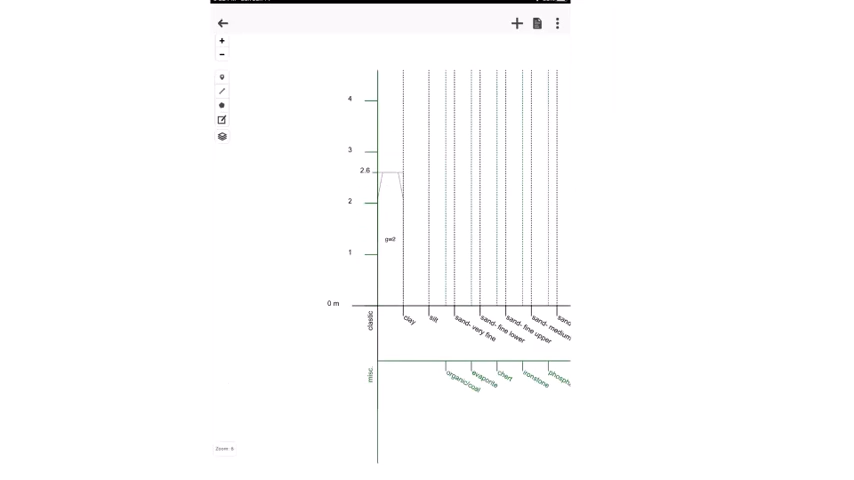 +
−
4
3
2.6
2
gw2
1
0 m
clastic
clay
silt
sand- very fine
sand- fine lower
sand- fine upper
sand- medium
misc.
organic/coal
evaporite
chert
ironstone
Zoom